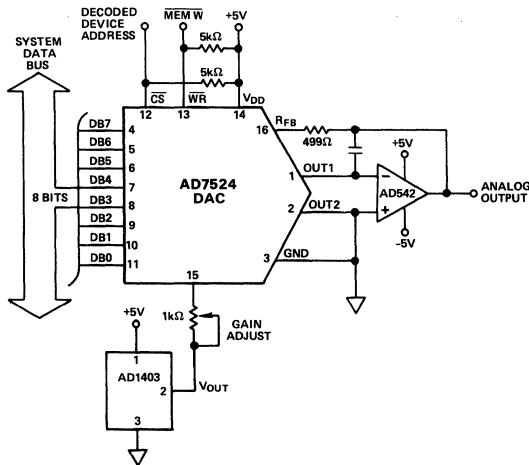 DECODED
DEVICE
ADDRESS
MEM W
+5V
SYSTEM
DATA
BUS
5kΩ
5kΩ
CS
WR
VDD
12
13
14
16
RFB
499Ω
+5V
DB7
4
DB6
5
DB5
6
DB4
7
DB3
8
DB2
9
DB1
10
DB0
11
8 BITS
AD7524
DAC
1
OUT1
2
OUT2
3
GND
−
+
AD542
ANALOG
OUTPUT
-5V
15
1kΩ
GAIN
ADJUST
+5V
1
AD1403
2
VOUT
3